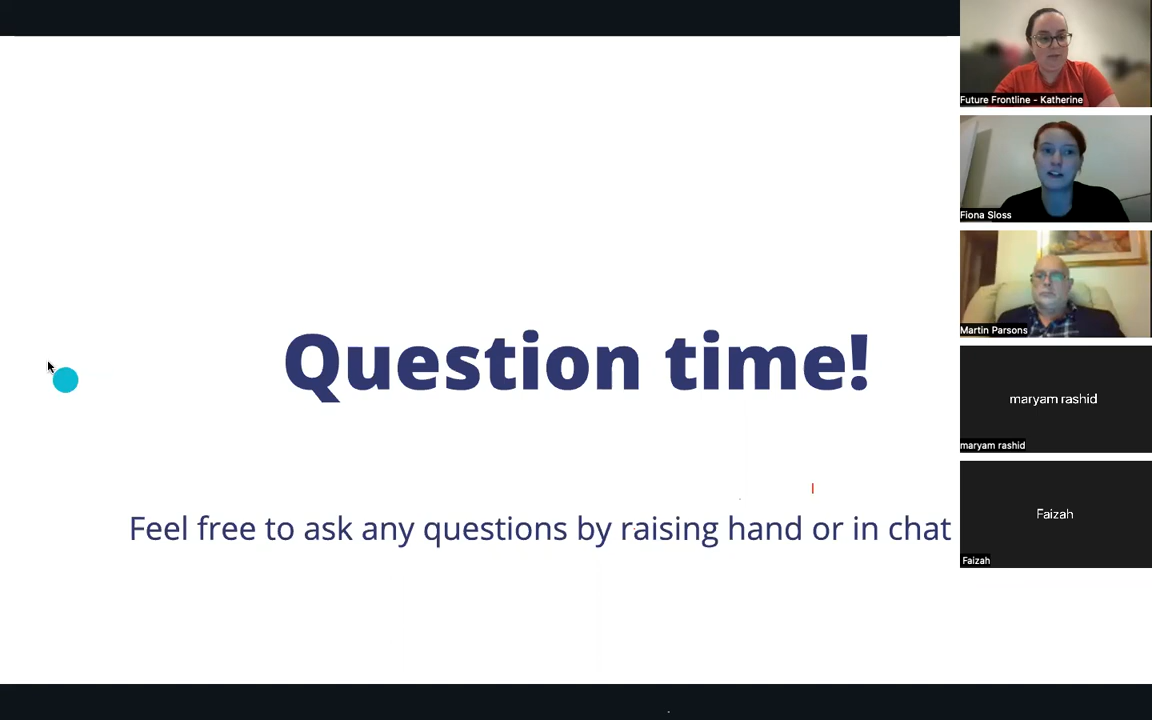 Future Frontline - Katherine
Fiona Sloss
Martin Parsons
maryam rashid
maryam rashid
Faizah
Faizah
Question time!
Feel free to ask any questions by raising hand or in chat